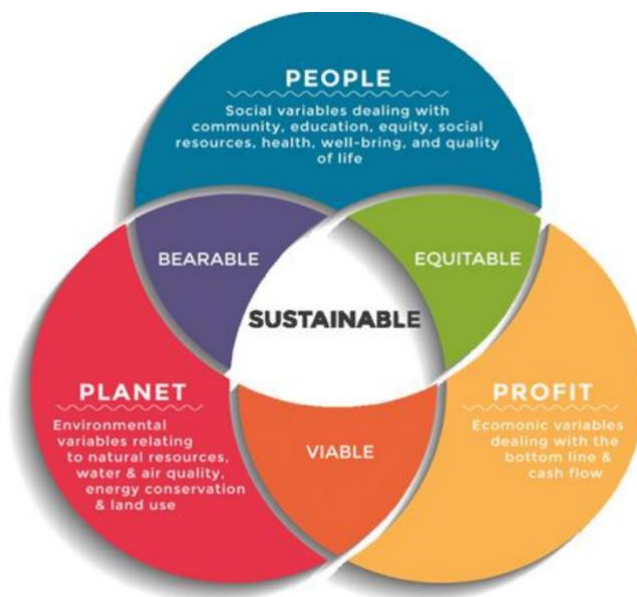 PEOPLE
Social variables dealing with
community, education, equity, social
resources, health, well-bring, and quality
of life
BEARABLE
EQUITABLE
SUSTAINABLE
PLANET
Environmental
variables relating
to natural resources,
water & air quality,
energy conservation
& land use
PROFIT
Ecomonic variables
dealing with the
bottom line &
cash flow
VIABLE